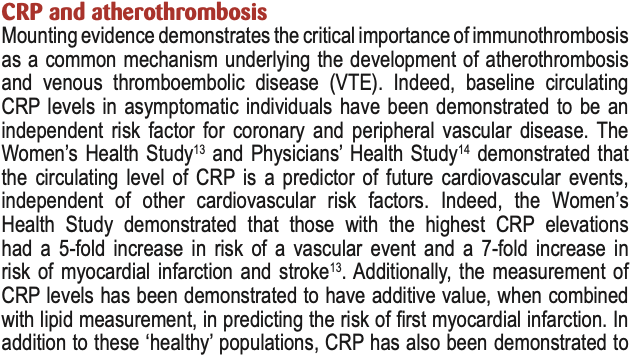 CRP and atherothrombosis
Mounting evidence demonstrates the critical importance of immunothrombosis
as a common mechanism underlying the development of atherothrombosis
and venous thromboembolic disease (VTE). Indeed, baseline circulating
CRP levels in asymptomatic individuals have been demonstrated to be an
independent risk factor for coronary and peripheral vascular disease. The
Women’s Health Study¹³ and Physicians’ Health Study¹⁴ demonstrated that
the circulating level of CRP is a predictor of future cardiovascular events,
independent of other cardiovascular risk factors. Indeed, the Women’s
Health Study demonstrated that those with the highest CRP elevations
had a 5-fold increase in risk of a vascular event and a 7-fold increase in
risk of myocardial infarction and stroke¹³. Additionally, the measurement of
CRP levels has been demonstrated to have additive value, when combined
with lipid measurement, in predicting the risk of first myocardial infarction. In
addition to these ‘healthy’ populations, CRP has also been demonstrated to